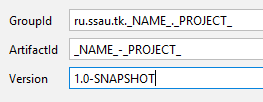 GroupId ru.ssau.tk._NAME_._PROJECT_
ArtifactId _NAME_-_PROJECT_
Version 1.0-SNAPSHOT